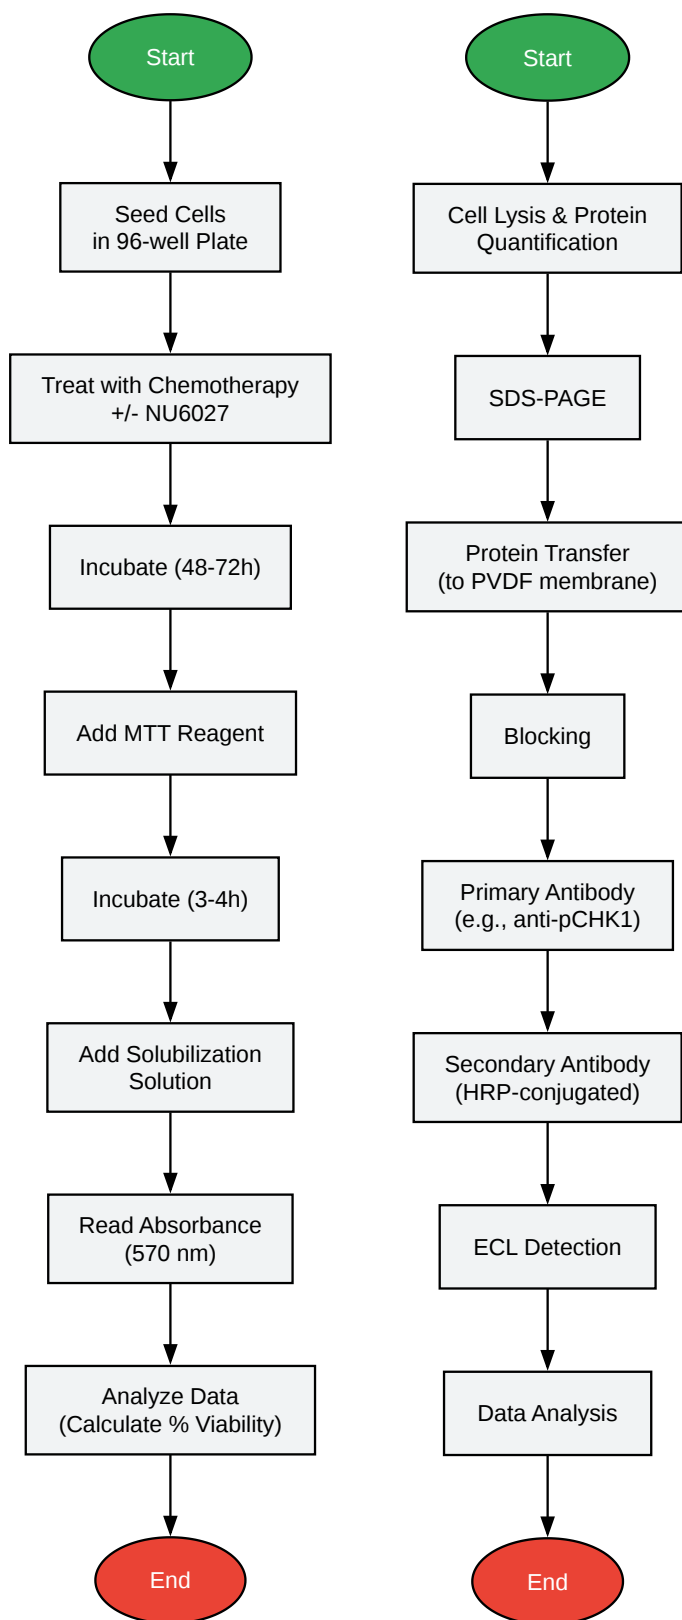 Start
Seed Cells
in 96-well Plate
Treat with Chemotherapy
+/- NU6027
Incubate (48-72h)
Add MTT Reagent
Incubate (3-4h)
Add Solubilization
Solution
Read Absorbance
(570 nm)
Analyze Data
(Calculate % Viability)
End
Start
Cell Lysis & Protein
Quantification
SDS-PAGE
Protein Transfer
(to PVDF membrane)
Blocking
Primary Antibody
(e.g., anti-pCHK1)
Secondary Antibody
(HRP-conjugated)
ECL Detection
Data Analysis
End